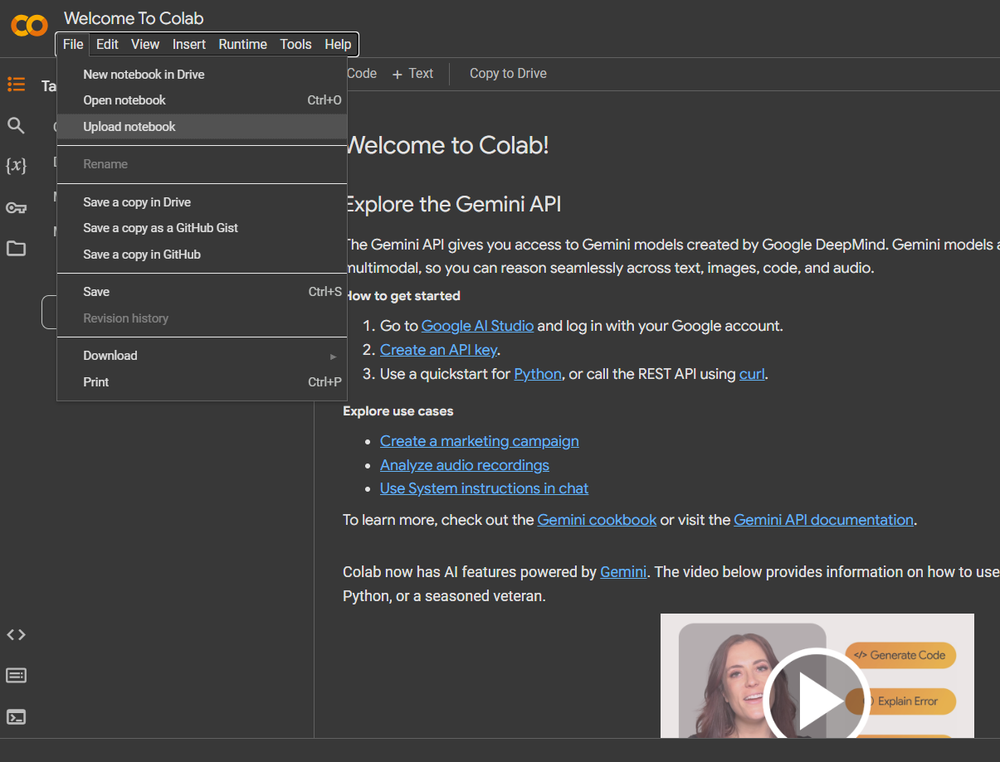 Welcome To Colab
File Edit View Insert Runtime Tools Help
New notebook in Drive
Open notebook Ctrl+O
Upload notebook
Rename
Save a copy in Drive
Save a copy as a GitHub Gist
Save a copy in GitHub
Save Ctrl+S
Revision history
Download
Print Ctrl+P
Ta
{x}
Code + Text Copy to Drive
Welcome to Colab!
Explore the Gemini API
The Gemini API gives you access to Gemini models created by Google DeepMind. Gemini models a
multimodal, so you can reason seamlessly across text, images, code, and audio.
How to get started
1. Go to Google AI Studio and log in with your Google account.
2. Create an API key.
3. Use a quickstart for Python, or call the REST API using curl.
Explore use cases
• Create a marketing campaign
• Analyze audio recordings
• Use System instructions in chat
To learn more, check out the Gemini cookbook or visit the Gemini API documentation.
Colab now has AI features powered by Gemini. The video below provides information on how to use
Python, or a seasoned veteran.
</> Generate Code
Explain Error